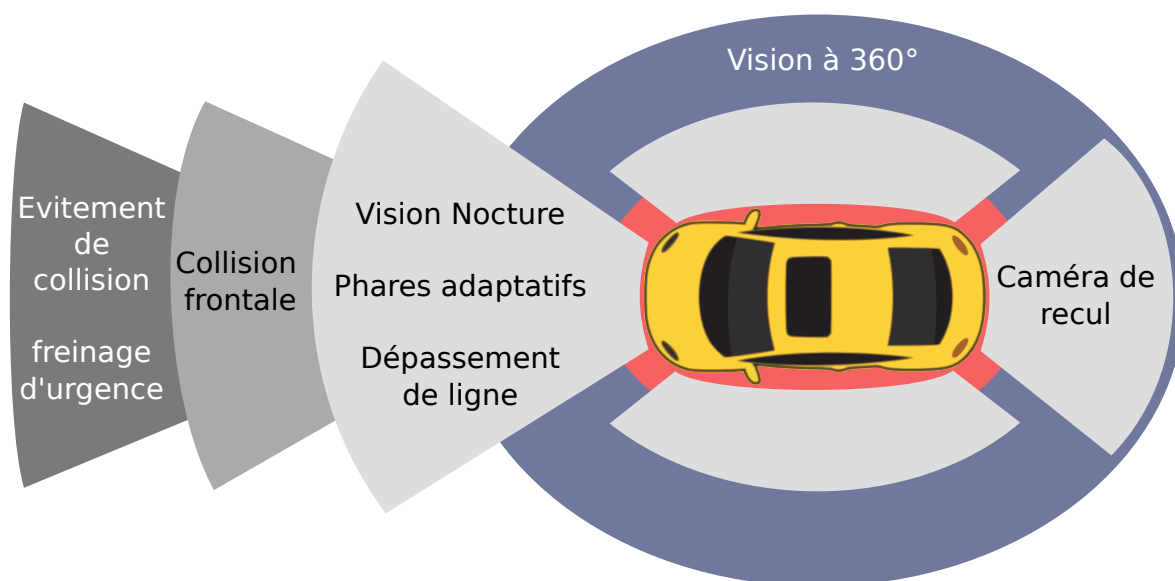 Vision à 360°
Evitement
de
collision
freinage
d'urgence
Collision
frontale
Vision Nocture
Phares adaptatifs
Dépassement
de ligne
Caméra de
recul